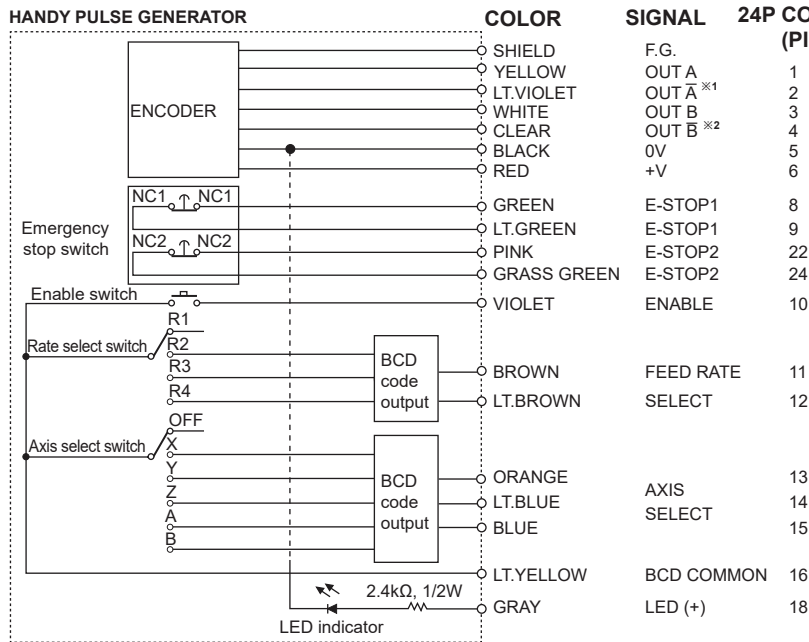 HANDY PULSE GENERATOR COLOR SIGNAL 24P CO
(PI
SHIELD F.G.
YELLOW OUT A 1
LT.VIOLET OUT A̅ ※1 2
ENCODER WHITE OUT B 3
CLEAR OUT B̅ ※2 4
BLACK 0V 5
RED +V 6
NC1 NC1
GREEN E-STOP1 8
Emergency
stop switch
LT.GREEN E-STOP1 9
NC2 NC2
PINK E-STOP2 22
GRASS GREEN E-STOP2 24
Enable switch
VIOLET ENABLE 10
R1
Rate select switch R2
R3
R4
BCD
code
output
BROWN FEED RATE 11
LT.BROWN SELECT 12
OFF
Axis select switch X
Y
Z
A
B
BCD
code
output
ORANGE 13
LT.BLUE AXIS 14
BLUE SELECT 15
LT.YELLOW BCD COMMON 16
2.4kΩ, 1/2W
GRAY LED (+) 18
LED indicator